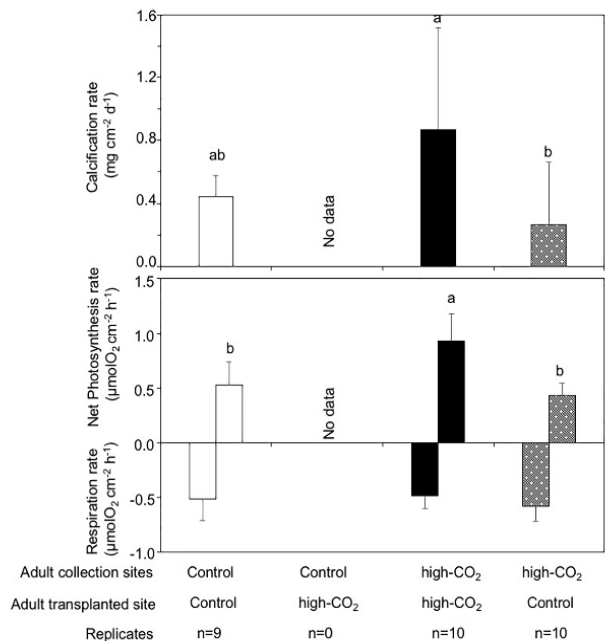 1.6
a
1.2
Calcification rate
(mg cm⁻² d⁻¹)
0.8
ab
b
0.4
No data
0.0
1.5
a
Net Photosynthesis rate
(µmolO₂ cm⁻² h⁻¹)
1.0
b
b
0.5
No data
0.0
Respiration rate
(µmolO₂ cm⁻² h⁻¹)
-0.5
-1.0
Adult collection sites Control Control high-CO₂ high-CO₂
Adult transplanted site Control high-CO₂ high-CO₂ Control
Replicates n=9 n=0 n=10 n=10